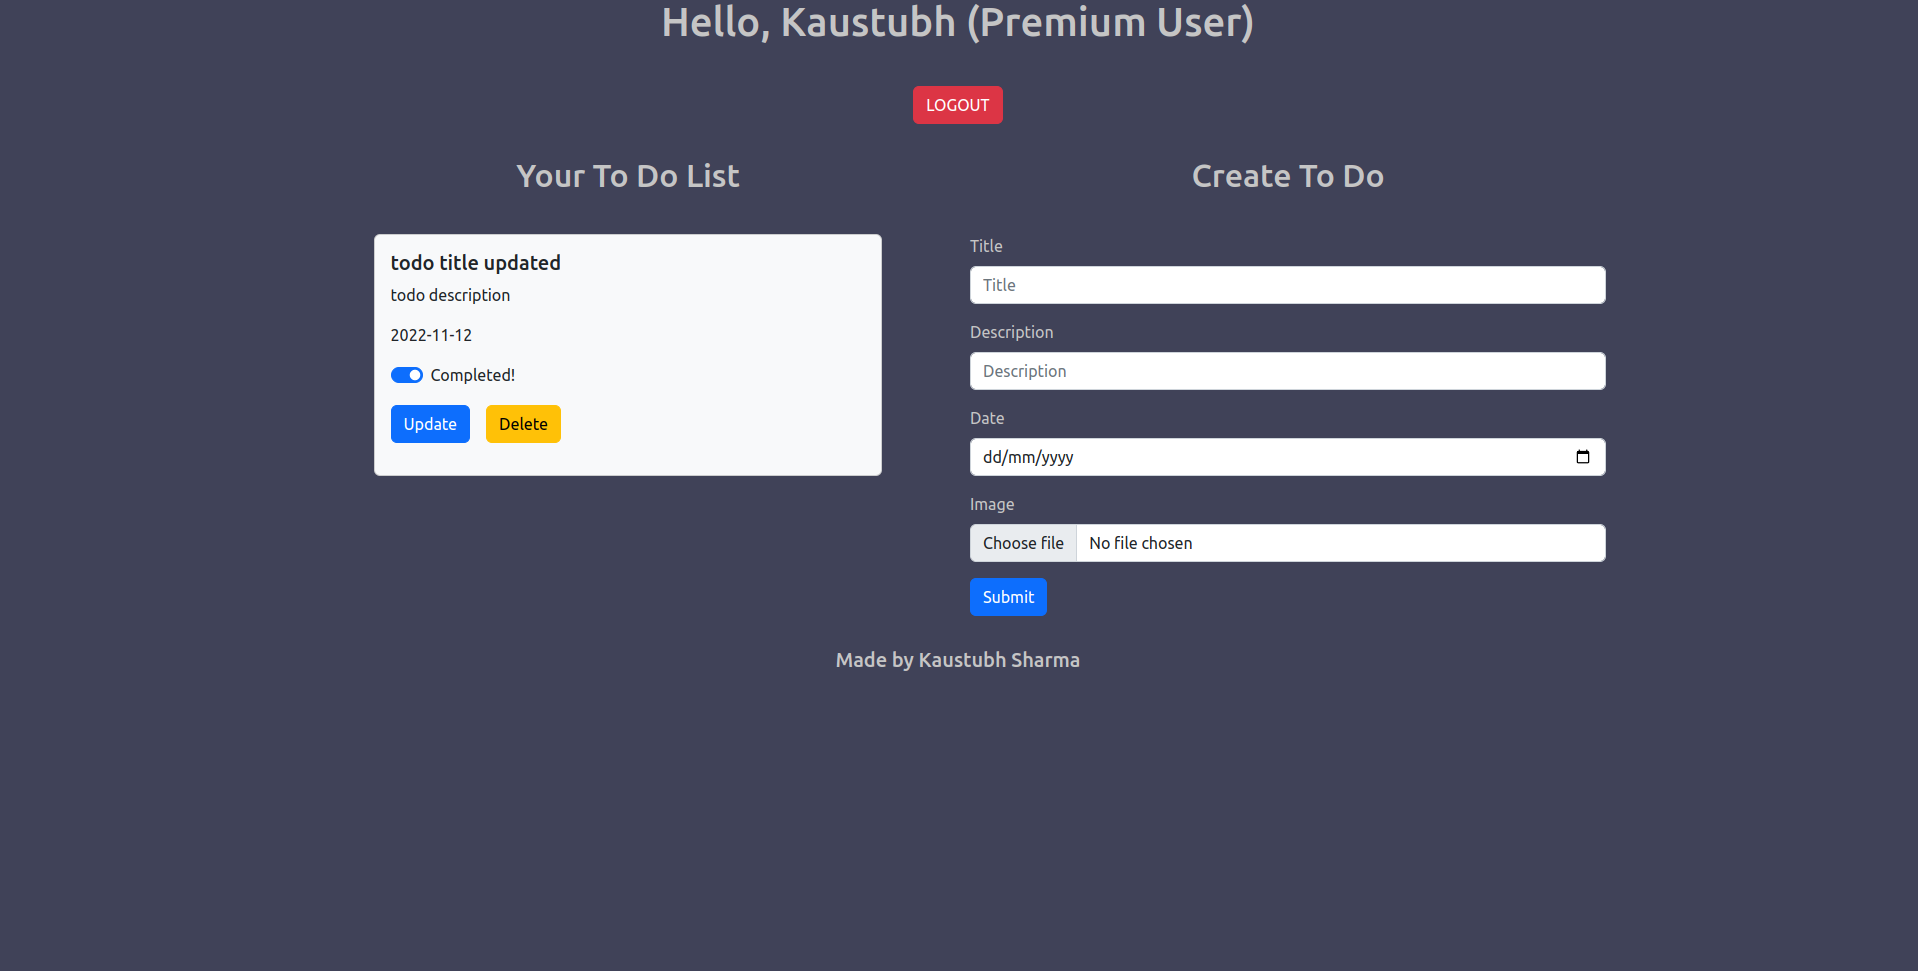 Hello, Kaustubh (Premium User)
LOGOUT
Your To Do List
todo title updated
todo description
2022-11-12
Completed!
Update Delete
Create To Do
Title
Title
Description
Description
Date
dd/mm/yyyy
Image
Choose file No file chosen
Submit
Made by Kaustubh Sharma